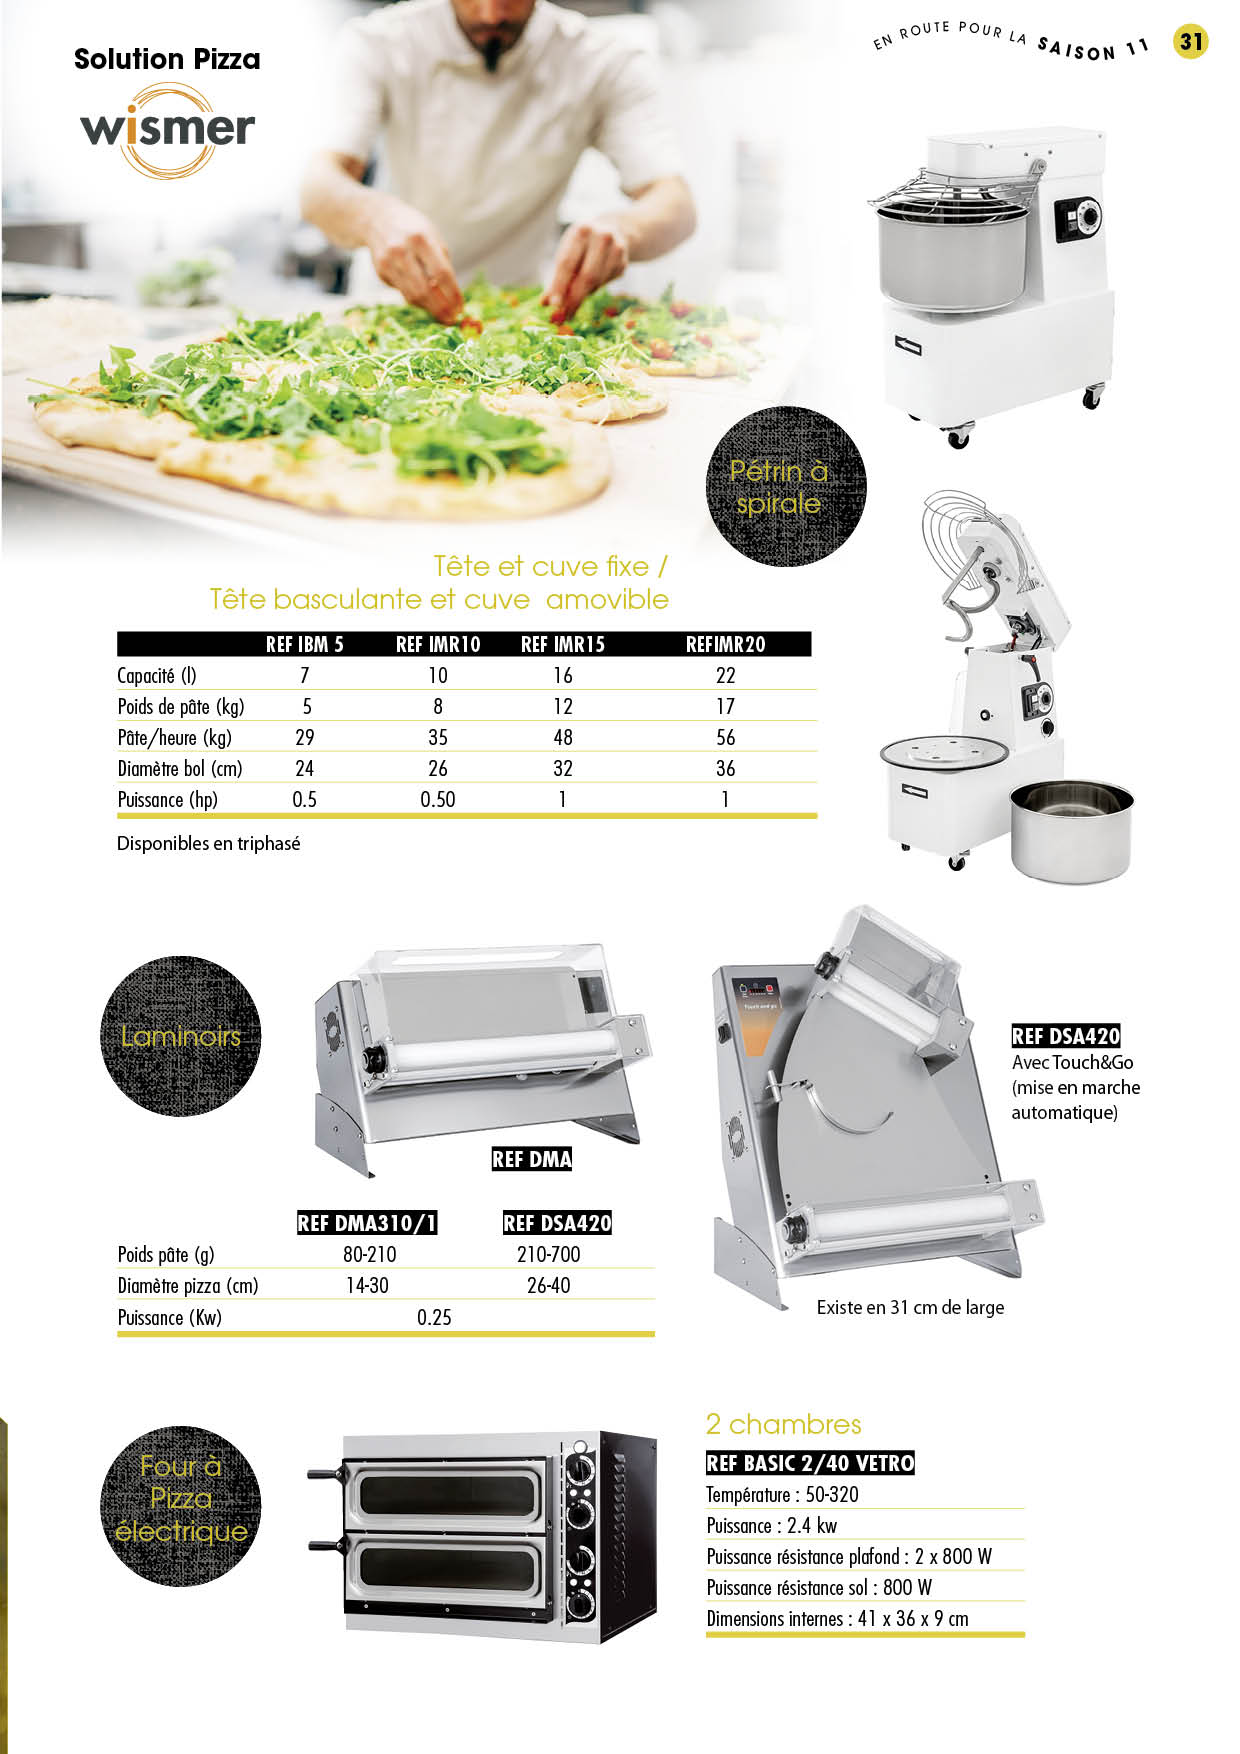 EN ROUTE POUR LA SAISON 11 31
Solution Pizza
wismer
Pétrin à
spirale
Tête et cuve fixe /
Tête basculante et cuve amovible
REF IBM 5 REF IMR10 REF IMR15 REFIMR20
Capacité (l) 7 10 16 22
Poids de pâte (kg) 5 8 12 17
Pâte/heure (kg) 29 35 48 56
Diamètre bol (cm) 24 26 32 36
Puissance (hp) 0.5 0.50 1 1
Disponibles en triphasé
Laminoirs
REF DMA
Touch and go
REF DSA420
Avec Touch&Go
(mise en marche
automatique)
REF DMA310/1 REF DSA420
Poids pâte (g) 80-210 210-700
Diamètre pizza (cm) 14-30 26-40
Puissance (Kw) 0.25
Existe en 31 cm de large
Four à
Pizza
électrique
2 chambres
REF BASIC 2/40 VETRO
Température : 50-320
Puissance : 2.4 kw
Puissance résistance plafond : 2 x 800 W
Puissance résistance sol : 800 W
Dimensions internes : 41 x 36 x 9 cm